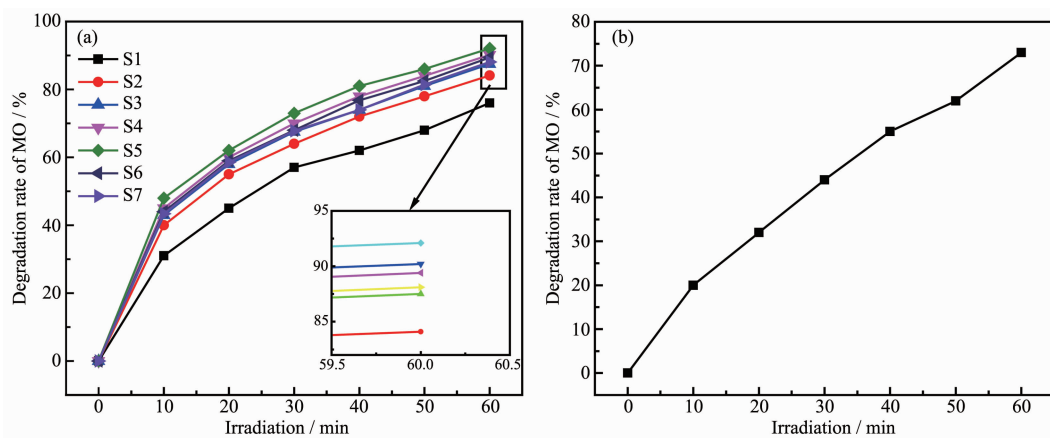 (a)
S1
S2
S3
S4
S5
S6
S7
Degradation rate of MO / %
100
80
60
40
20
0
0 10 20 30 40 50 60
Irradiation / min
95
90
85
59.5 60.0 60.5
(b)
Degradation rate of MO / %
80
70
60
50
40
30
20
10
0
0 10 20 30 40 50 60
Irradiation / min